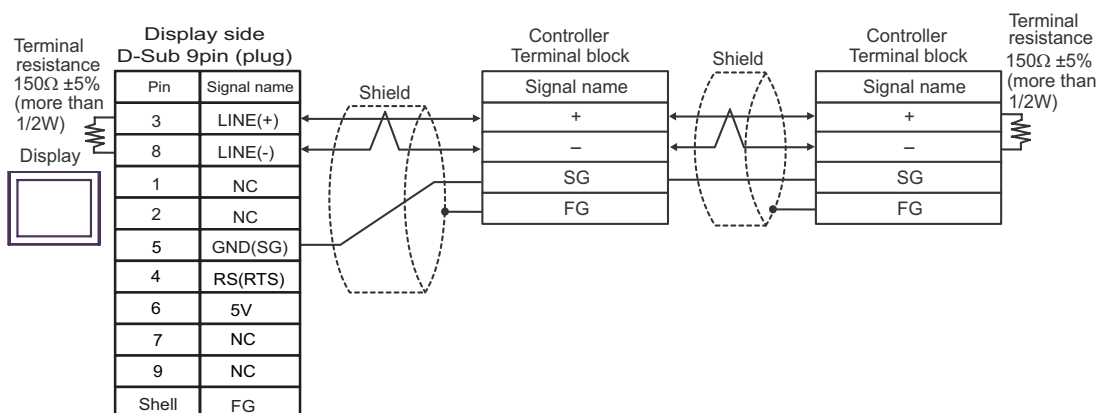 Terminal
resistance
150Ω ±5%
(more than
1/2W)
Display
Display side
D-Sub 9pin (plug)
Pin Signal name
3 LINE(+)
8 LINE(-)
1 NC
2 NC
5 GND(SG)
4 RS(RTS)
6 5V
7 NC
9 NC
Shell FG
Shield
Controller
Terminal block
Signal name
+
–
SG
FG
Shield
Controller
Terminal block
Signal name
+
–
SG
FG
Terminal
resistance
150Ω ±5%
(more than
1/2W)